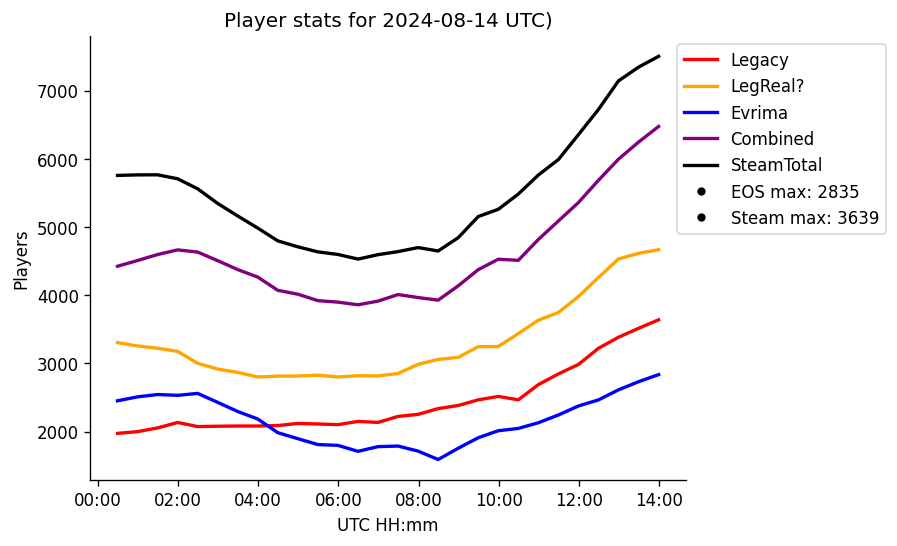 Player stats for 2024-08-14 UTC)
Legacy
LegReal?
Evrima
Combined
SteamTotal
EOS max: 2835
Steam max: 3639
Players
7000
6000
5000
4000
3000
2000
00:00 02:00 04:00 06:00 08:00 10:00 12:00 14:00
UTC HH:mm